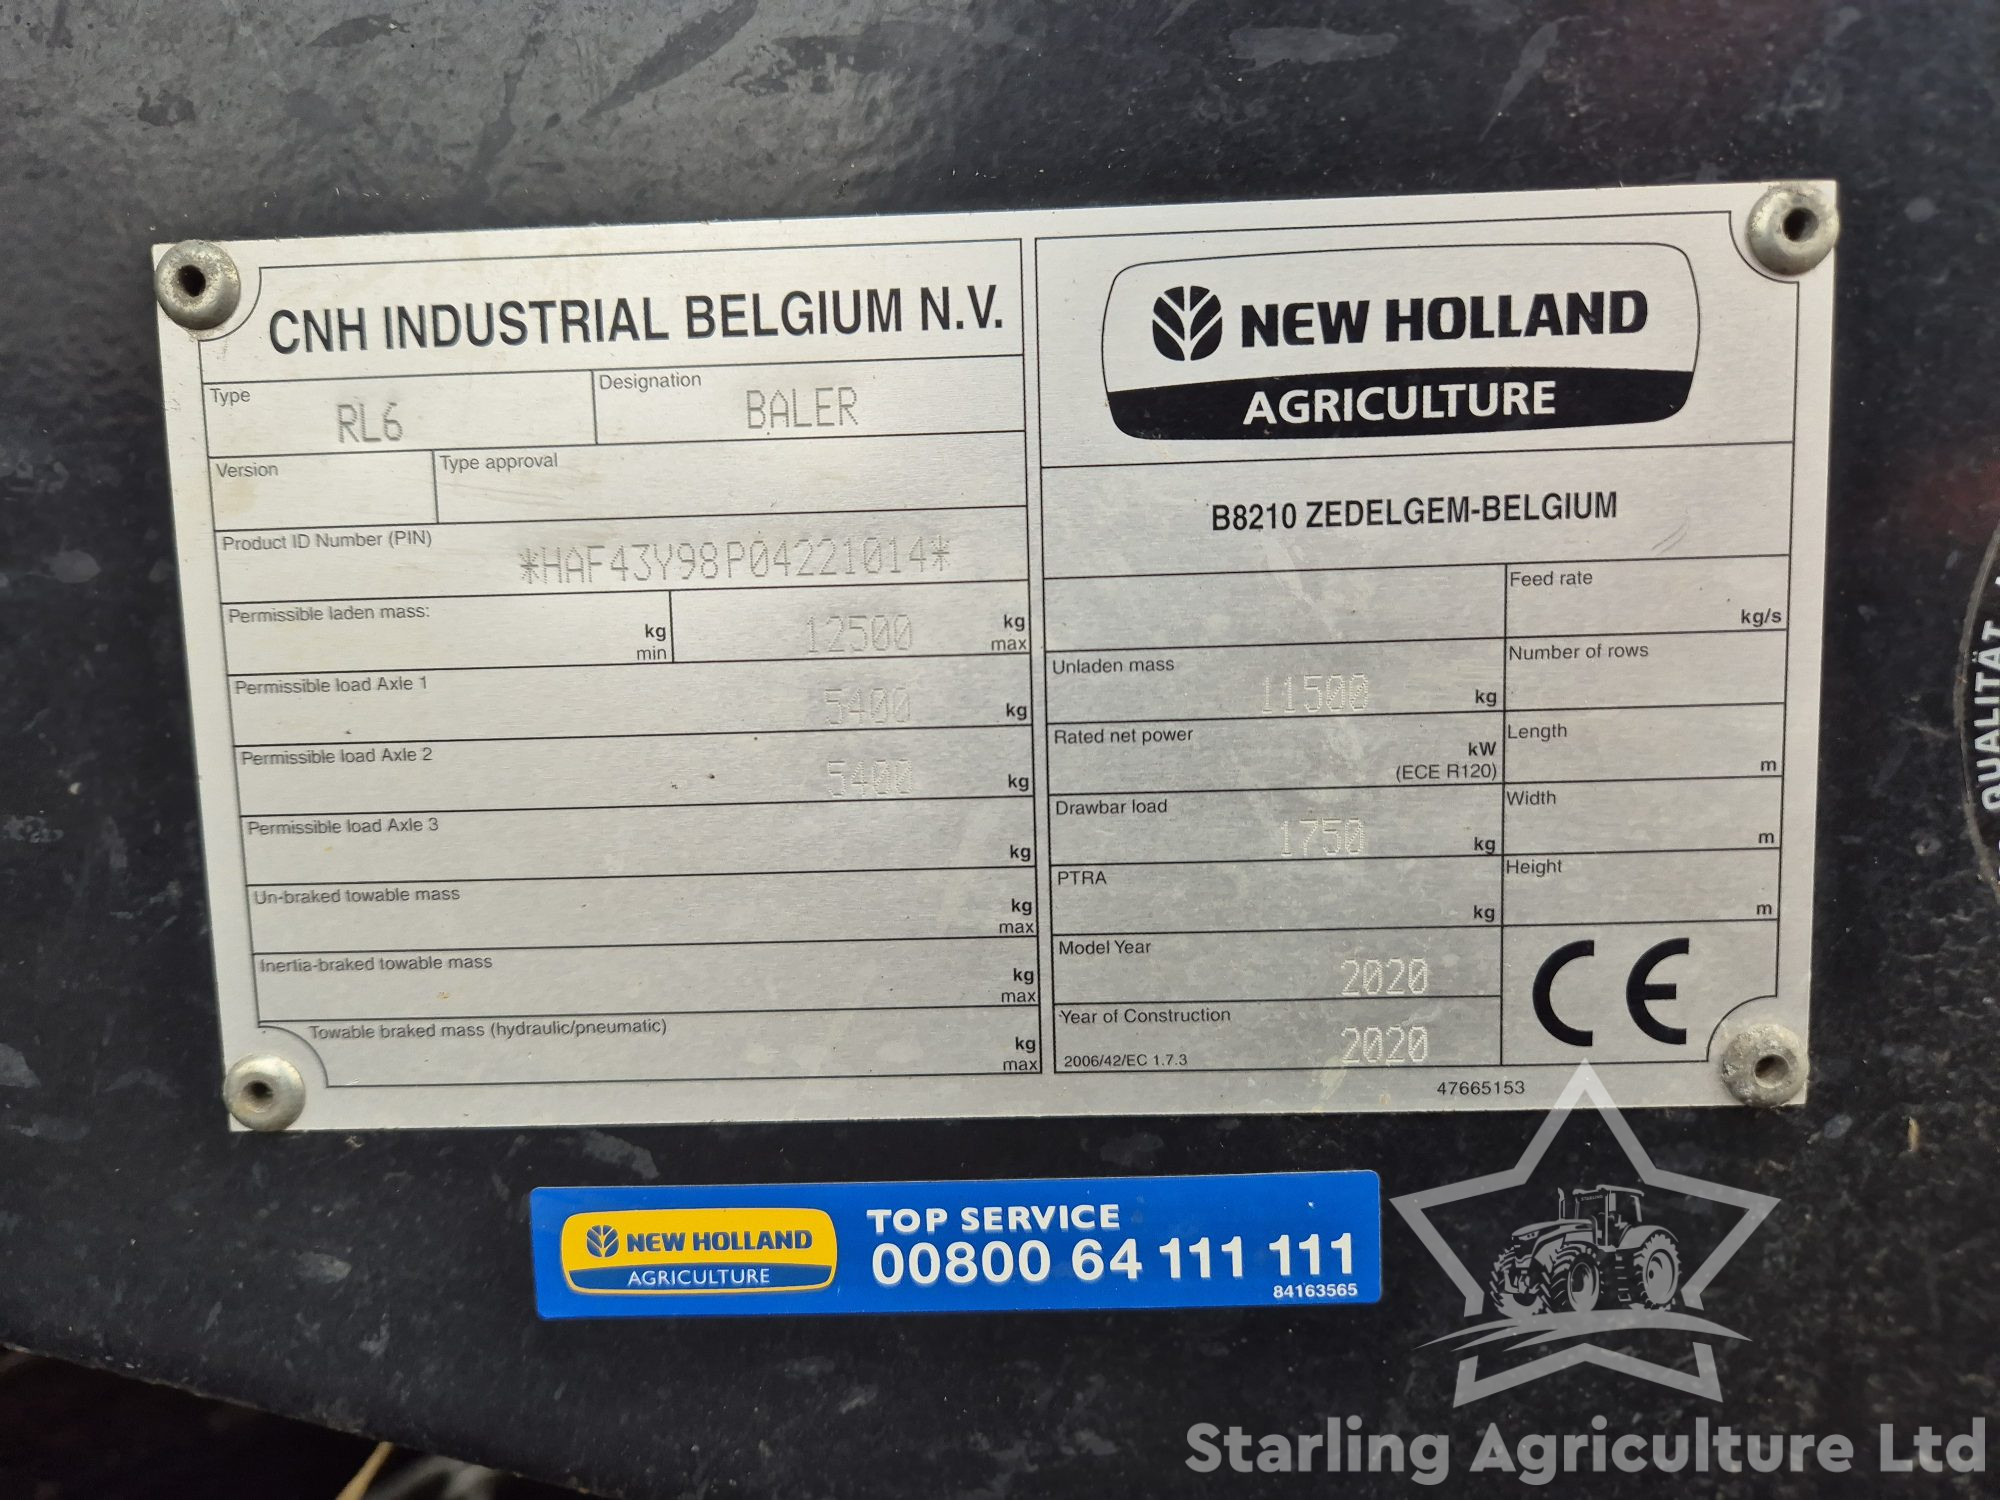 CNH INDUSTRIAL BELGIUM N.V.
Type
RL6
Designation
BALER
Version
Type approval
Product ID Number (PIN)
*HAF43Y98P04221014*
Permissible laden mass:
kg
min
12500
kg
max
Permissible load Axle 1
5400
kg
Permissible load Axle 2
5400
kg
Permissible load Axle 3
kg
Un-braked towable mass
kg
max
Inertia-braked towable mass
kg
max
Towable braked mass (hydraulic/pneumatic)
kg
max
NEW HOLLAND
AGRICULTURE
B8210 ZEDELGEM-BELGIUM
Feed rate
kg/s
Unladen mass
11500
kg
Number of rows
Rated net power
kW
(ECE R120)
Length
m
Drawbar load
1750
kg
Width
m
PTRA
kg
Height
m
Model Year
2020
Year of Construction
2020
2006/42/EC 1.7.3
CE
47665153
NEW HOLLAND
AGRICULTURE
TOP SERVICE
00800 64 111 111
84163565
QUALITÄT
Starling Agriculture Ltd